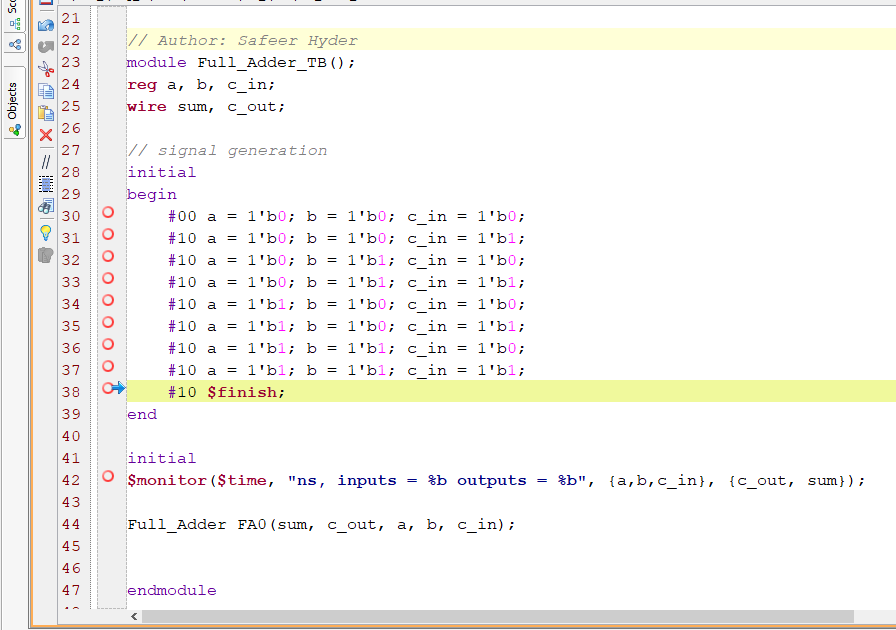 Objects
21
22 // Author: Safeer Hyder
23 module Full_Adder_TB();
24 reg a, b, c_in;
25 wire sum, c_out;
26
27 // signal generation
28 initial
29 begin
30 #00 a = 1'b0; b = 1'b0; c_in = 1'b0;
31 #10 a = 1'b0; b = 1'b0; c_in = 1'b1;
32 #10 a = 1'b0; b = 1'b1; c_in = 1'b0;
33 #10 a = 1'b0; b = 1'b1; c_in = 1'b1;
34 #10 a = 1'b1; b = 1'b0; c_in = 1'b0;
35 #10 a = 1'b1; b = 1'b0; c_in = 1'b1;
36 #10 a = 1'b1; b = 1'b1; c_in = 1'b0;
37 #10 a = 1'b1; b = 1'b1; c_in = 1'b1;
38 #10 $finish;
39 end
40
41 initial
42 $monitor($time, "ns, inputs = %b outputs = %b", {a,b,c_in}, {c_out, sum});
43
44 Full_Adder FA0(sum, c_out, a, b, c_in);
45
46
47 endmodule